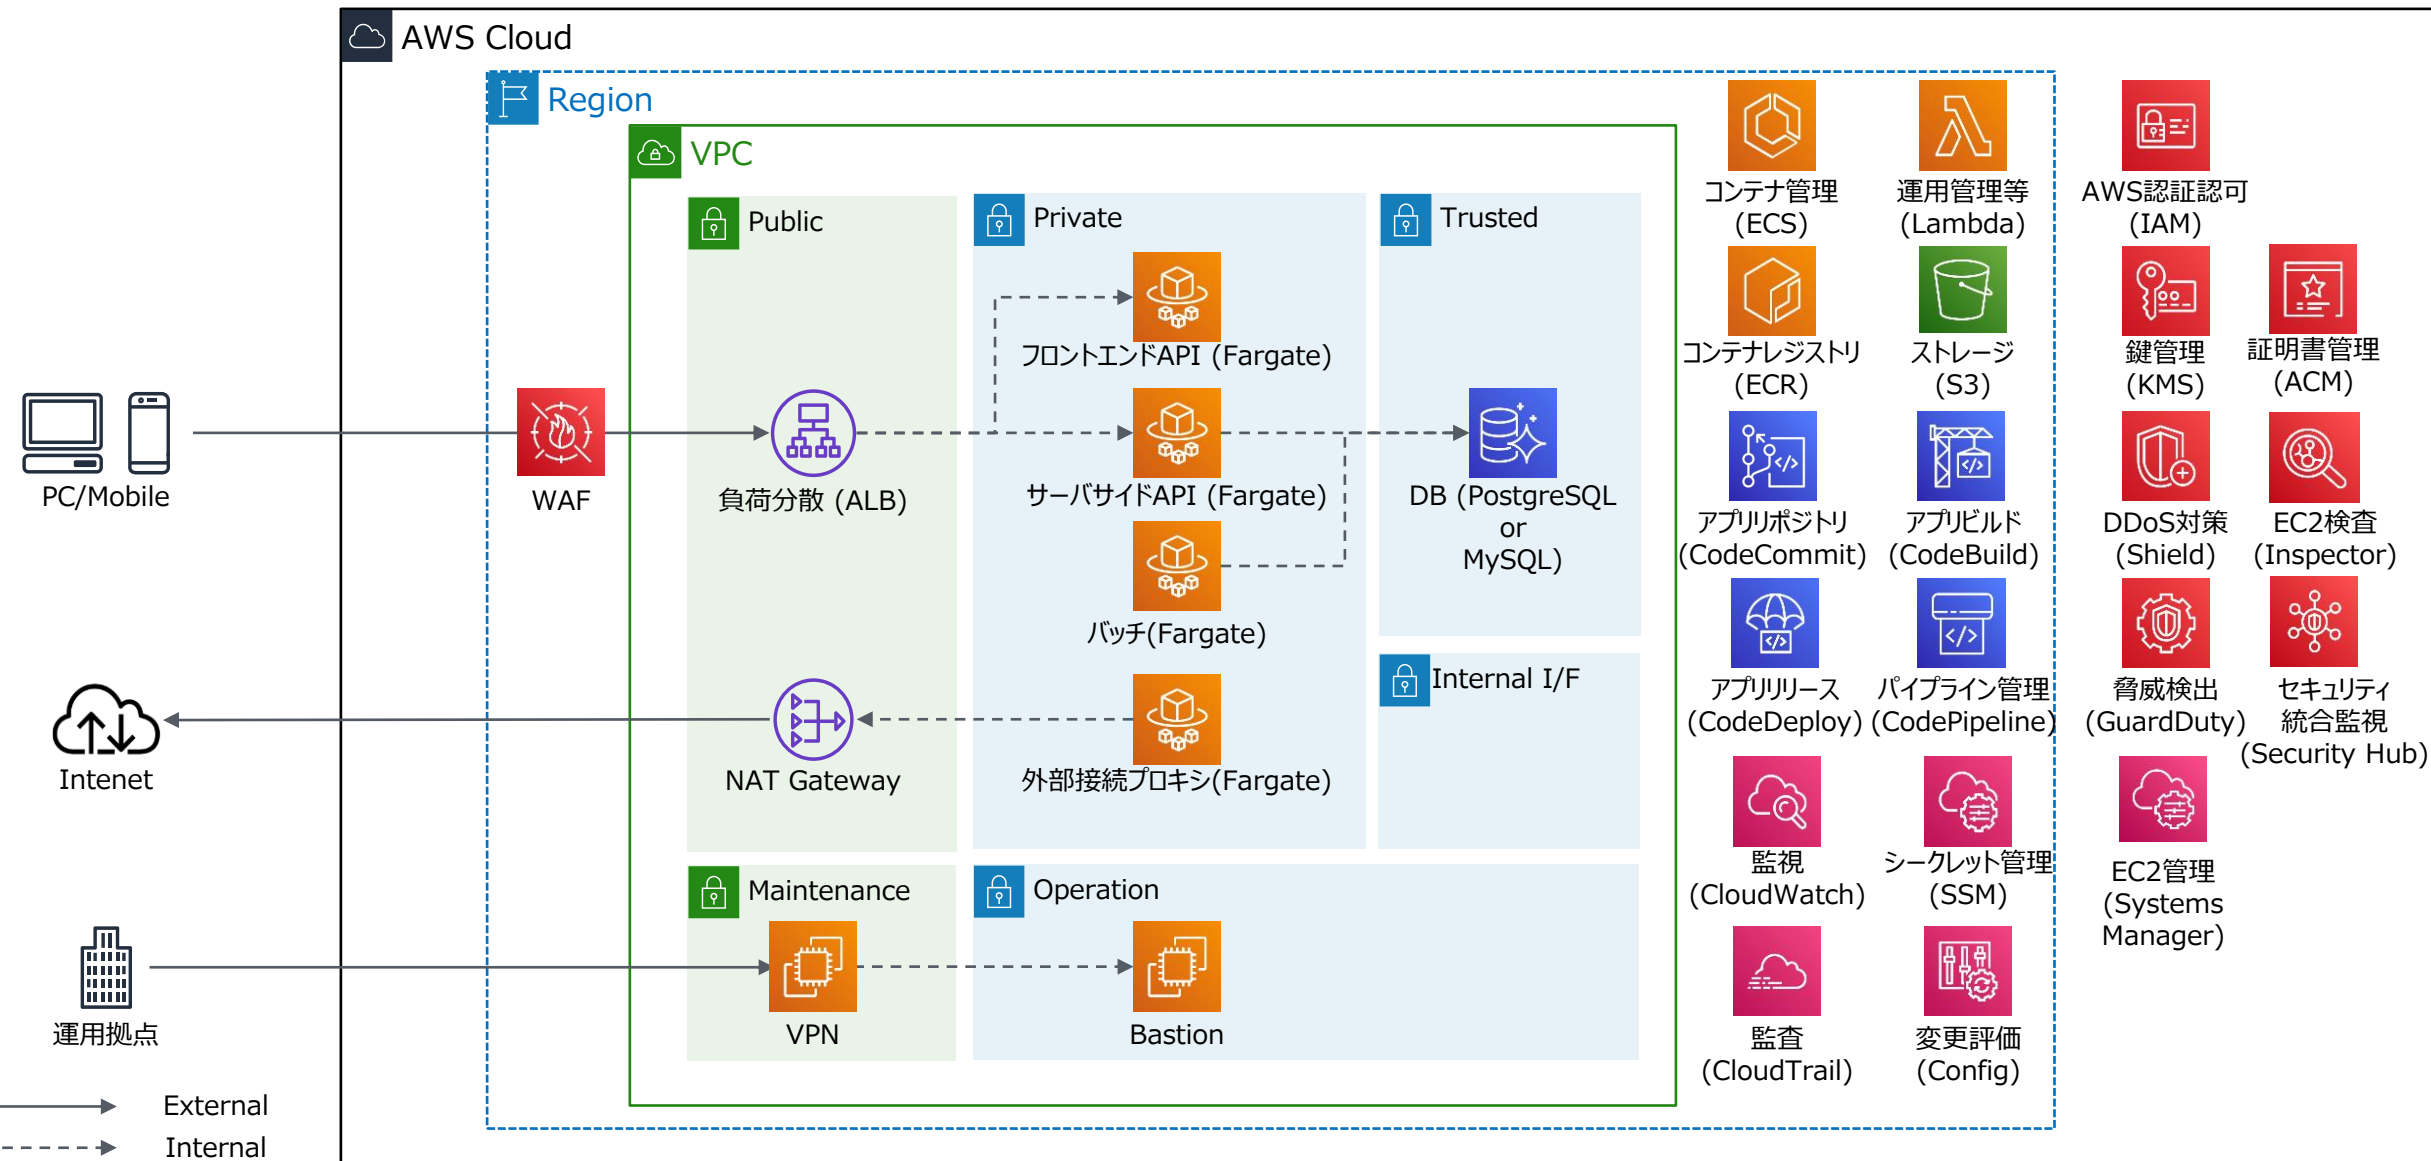 AWS Cloud
Region
VPC
Public
Private
Trusted
フロントエンドAPI (Fargate)
PC/Mobile
WAF
負荷分散 (ALB)
サーバサイドAPI (Fargate)
DB (PostgreSQL
or
MySQL)
バッチ(Fargate)
Internal I/F
Intenet
NAT Gateway
外部接続プロキシ(Fargate)
Maintenance
Operation
運用拠点
VPN
Bastion
External
Internal
コンテナ管理
(ECS)
運用管理等
(Lambda)
AWS認証認可
(IAM)
コンテナレジストリ
(ECR)
ストレージ
(S3)
鍵管理
(KMS)
証明書管理
(ACM)
アプリリポジトリ
(CodeCommit)
アプリビルド
(CodeBuild)
DDoS対策
(Shield)
EC2検査
(Inspector)
アプリリリース
(CodeDeploy)
パイプライン管理
(CodePipeline)
脅威検出
(GuardDuty)
セキュリティ
統合監視
(Security Hub)
監視
(CloudWatch)
シークレット管理
(SSM)
EC2管理
(Systems
Manager)
監査
(CloudTrail)
変更評価
(Config)